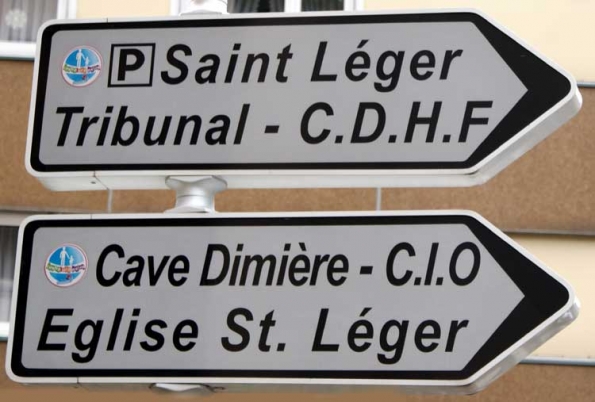 P Saint Léger
Tribunal - C.D.H.F
Cave Dimière - C.I.O
Eglise St. Léger